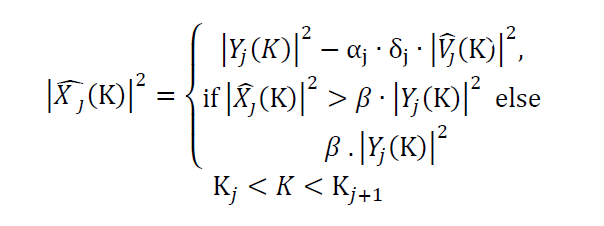 |Y_j(K)|² − α_j · δ_j · |V̂_j(K)|²,
|X̂_J(K)|² = { if |X̂_J(K)|² > β · |Y_j(K)|² else
β . |Y_j(K)|²
K_j < K < K_{j+1}